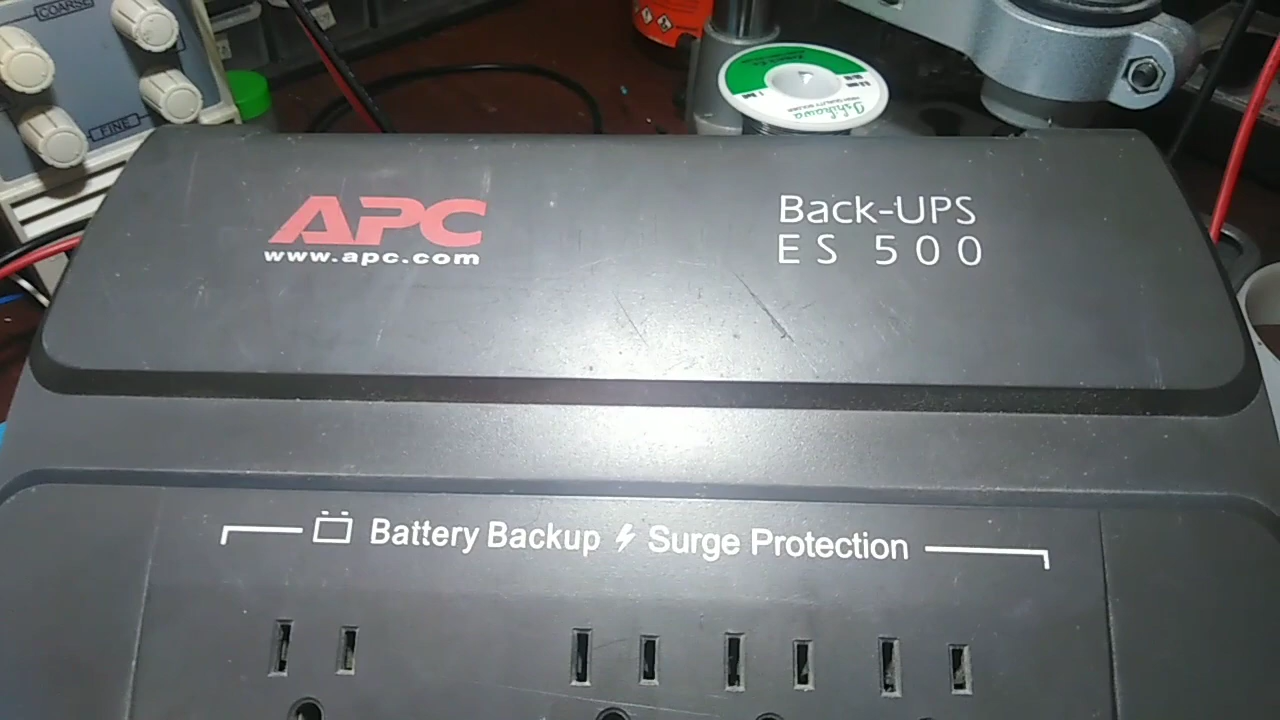 COARSE
FINE
APC
www.apc.com
Back-UPS
ES 500
Battery Backup Surge Protection